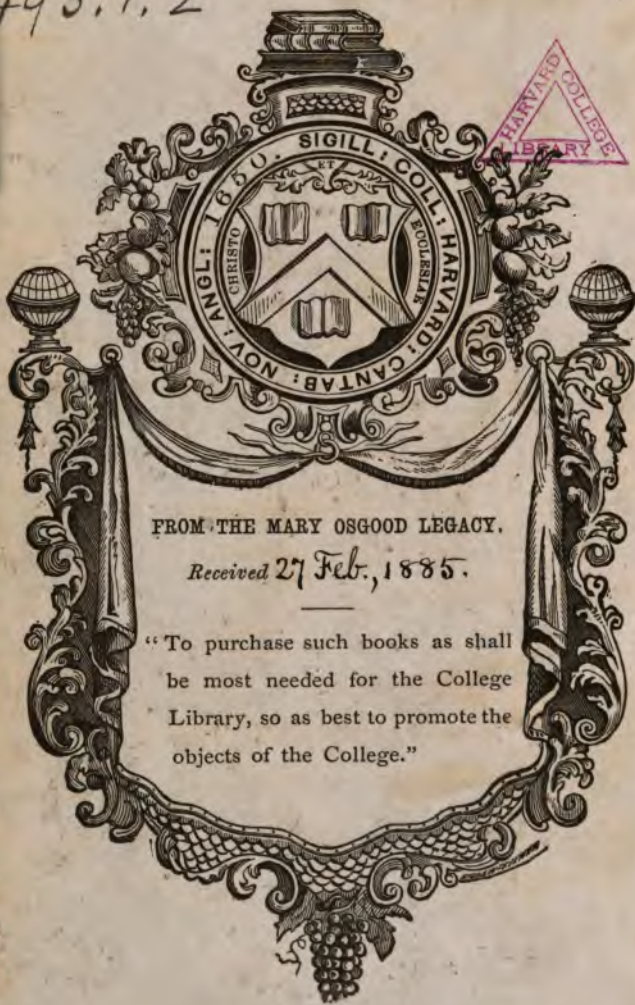 HARVARD COLLEGE LIBRARY
SIGILL: COLL: HARVARD: CANTAB: NOV: ANGL: 1650.
ET
CHRISTO
ECCLESIAE
FROM THE MARY OSGOOD LEGACY.
Received 27 Feb., 1885.
“To purchase such books as shall
be most needed for the College
Library, so as best to promote the
objects of the College.”